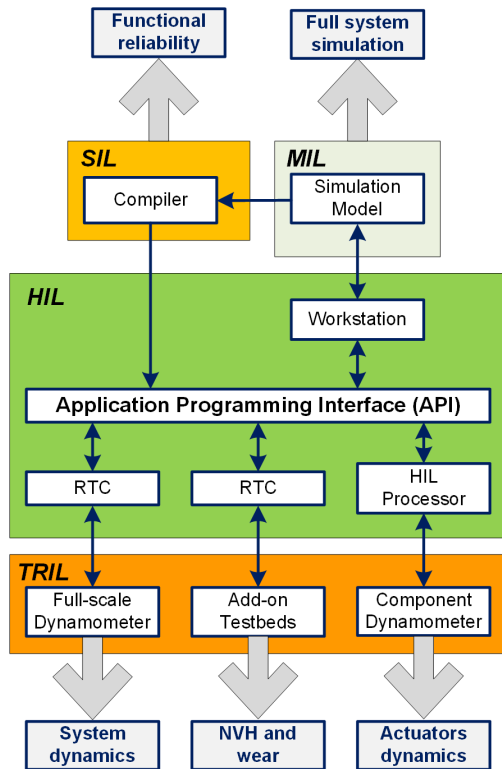 Functional
reliability
Full system
simulation
SIL
MIL
Compiler
Simulation
Model
HIL
Workstation
Application Programming Interface (API)
RTC
RTC
HIL
Processor
TRIL
Full-scale
Dynamometer
Add-on
Testbeds
Component
Dynamometer
System
dynamics
NVH and
wear
Actuators
dynamics